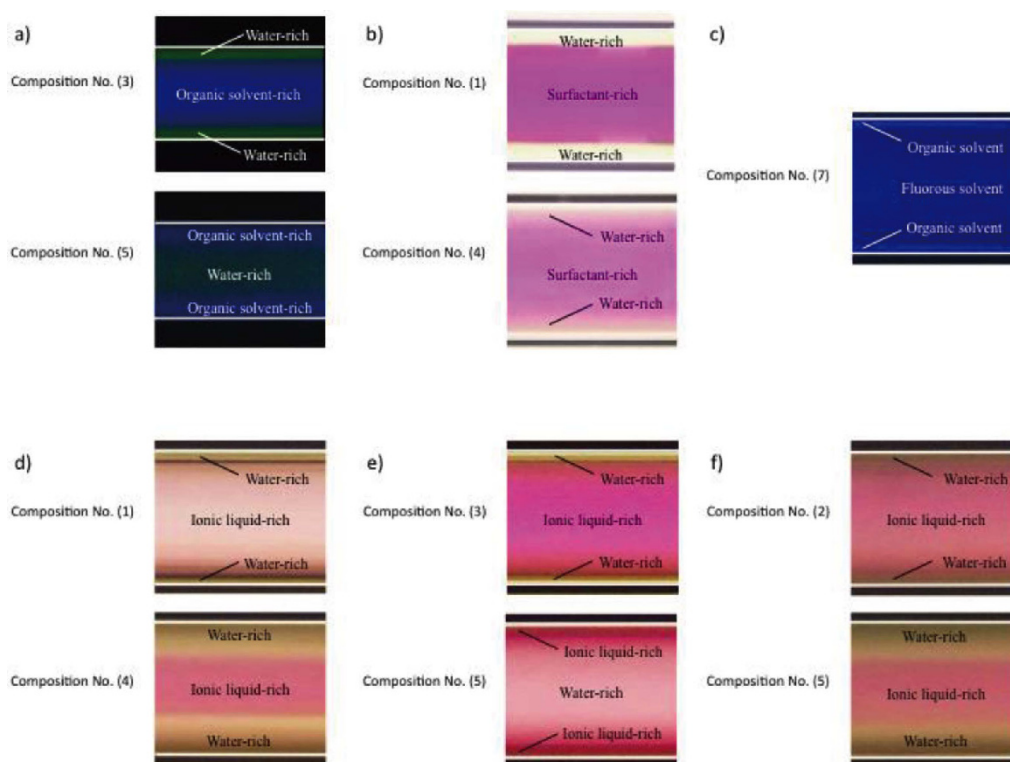 a)
Composition No. (3)
Water-rich
Organic solvent-rich
Water-rich
Composition No. (5)
Organic solvent-rich
Water-rich
Organic solvent-rich
b)
Composition No. (1)
Water-rich
Surfactant-rich
Water-rich
Composition No. (4)
Water-rich
Surfactant-rich
Water-rich
c)
Composition No. (7)
Organic solvent
Fluorous solvent
Organic solvent
d)
Composition No. (1)
Water-rich
Ionic liquid-rich
Water-rich
Composition No. (4)
Water-rich
Ionic liquid-rich
Water-rich
e)
Composition No. (3)
Water-rich
Ionic liquid-rich
Water-rich
Composition No. (5)
Ionic liquid-rich
Water-rich
Ionic liquid-rich
f)
Composition No. (2)
Water-rich
Ionic liquid-rich
Water-rich
Composition No. (5)
Water-rich
Ionic liquid-rich
Water-rich